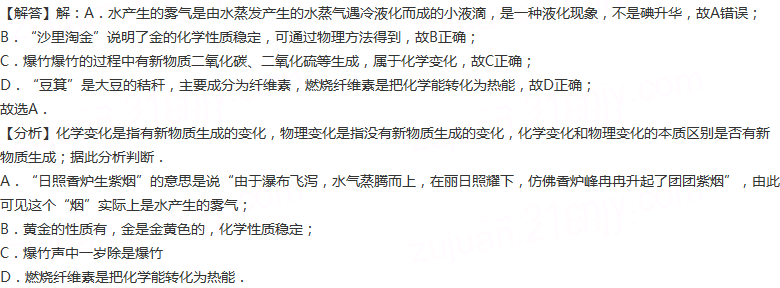 【解答】解：A．水产生的雾气是由水蒸发产生的水蒸气遇冷液化而成的小液滴，是一种液化现象，不是碘升华，故A错误；
B．“沙里淘金”说明了金的化学性质稳定，可通过物理方法得到，故B正确；
C．爆竹爆竹的过程中有新物质二氧化碳、二氧化硫等生成，属于化学变化，故C正确；
D．“豆箕”是大豆的秸秆，主要成分为纤维素，燃烧纤维素是把化学能转化为热能，故D正确；
故选A．
【分析】化学变化是指有新物质生成的变化，物理变化是指没有新物质生成的变化，化学变化和物理变化的本质区别是否有新
物质生成；据此分析判断．
A．“日照香炉生紫烟”的意思是说“由于瀑布飞泻，水气蒸腾而上，在丽日照耀下，仿佛香炉峰冉冉升起了团团紫烟”，由此
可见这个“烟”实际上是水产生的雾气；
B．黄金的性质有，金是金黄色的，化学性质稳定；
C．爆竹声中一岁除是爆竹
D．燃烧纤维素是把化学能转化为热能．